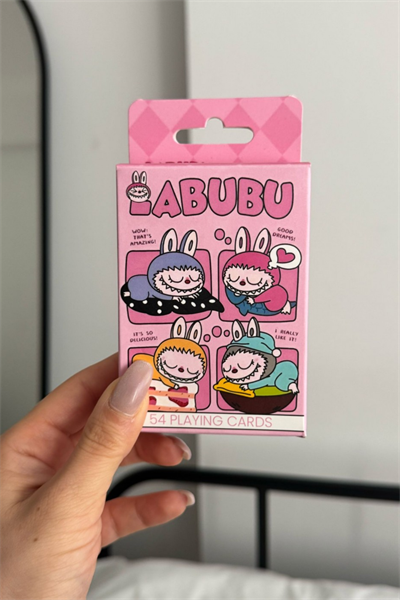 LABUBU
WOW:
THAT'S
AMAZING!
GOOD
DREAMS!
IT'S SO
DELICIOUS!
I REALLY
LIKE IT!
54 PLAYING CARDS